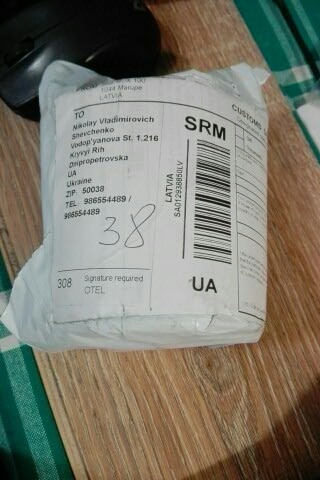 1044 Marupe
LATVIA
TO
Nikolay Vladimirovich
Shevchenko
Vodop'yanova St. 1.216
Kryvyi Rih
Dnipropetrovska
UA
Ukraine
ZIP: 50038
TEL: 986554489 /
986554489
38
308
Signature required
OTEL
SRM
LATVIA
SA012938850LV
UA
CUSTOMS